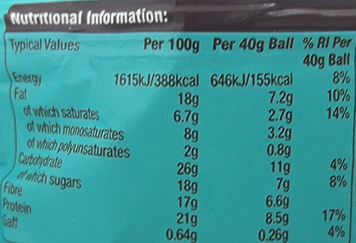 Nutritional Information:
Typical Values Per 100g Per 40g Ball % RI Per 40g Ball
Energy 1615kJ/388kcal 646kJ/155kcal 8%
Fat 18g 7.2g 10%
of which saturates 6.7g 2.7g 14%
of which monosaturates 8g 3.2g
of which polyunsaturates 2g 0.8g
Carbohydrate 26g 11g 4%
of which sugars 18g 7g 8%
Fibre 17g 6.6g
Protein 21g 8.5g 17%
Salt 0.64g 0.26g 4%